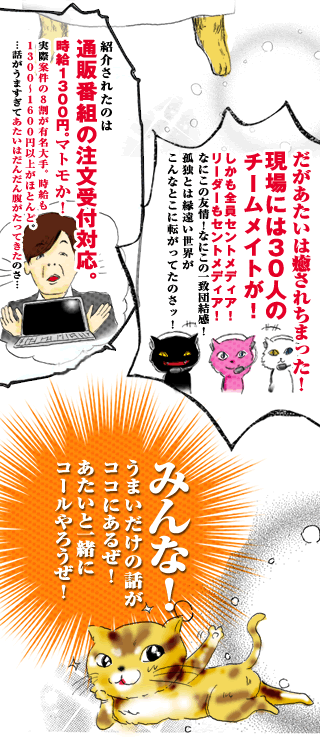 紹介されたのは
通販番組の注文受付対応。
時給1300円。マトモか！
実際案件の8割が有名大手。時給も
1300～1600円以上がほとんど。
…話がうますぎてあたいはだんだん腹がたってきたのさ…
だがあたいは癒されちまった！
現場には30人の
チームメイトが！
しかも全員セントメディア！
リーダーもセントメディア！
なにこの友情！なにこの一致団結感！
孤独とは縁遠い世界が
こんなとこに転がってたのさッ！
みんな！
うまいだけの話が
ココにあるぜ！
あたいと一緒に
コールやろうぜ！
C